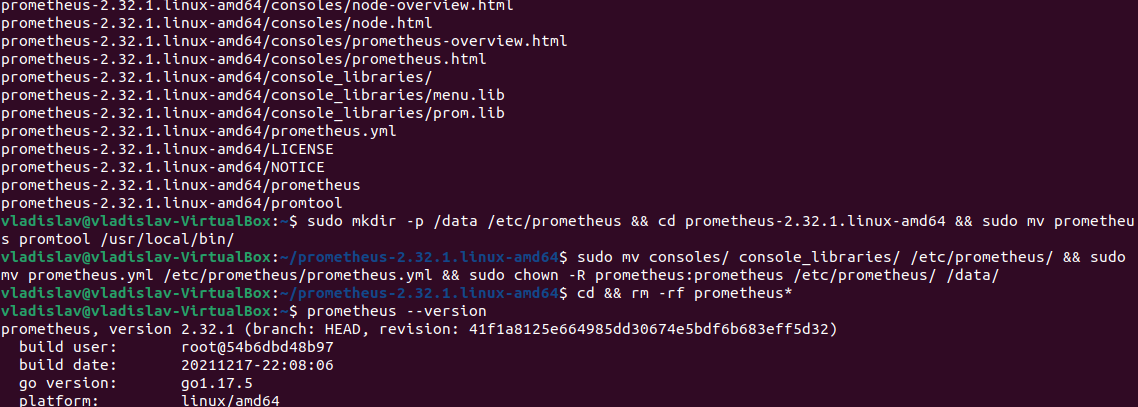 prometheus-2.32.1.linux-amd64/consoles/node-overview.html
prometheus-2.32.1.linux-amd64/consoles/node.html
prometheus-2.32.1.linux-amd64/consoles/prometheus-overview.html
prometheus-2.32.1.linux-amd64/consoles/prometheus.html
prometheus-2.32.1.linux-amd64/console_libraries/
prometheus-2.32.1.linux-amd64/console_libraries/menu.lib
prometheus-2.32.1.linux-amd64/console_libraries/prom.lib
prometheus-2.32.1.linux-amd64/prometheus.yml
prometheus-2.32.1.linux-amd64/LICENSE
prometheus-2.32.1.linux-amd64/NOTICE
prometheus-2.32.1.linux-amd64/prometheus
prometheus-2.32.1.linux-amd64/promtool
vladislav@vladislav-VirtualBox:~$ sudo mkdir -p /data /etc/prometheus && cd prometheus-2.32.1.linux-amd64 && sudo mv prometheu
s promtool /usr/local/bin/
vladislav@vladislav-VirtualBox:~/prometheus-2.32.1.linux-amd64$ sudo mv consoles/ console_libraries/ /etc/prometheus/ && sudo
mv prometheus.yml /etc/prometheus/prometheus.yml && sudo chown -R prometheus:prometheus /etc/prometheus/ /data/
vladislav@vladislav-VirtualBox:~/prometheus-2.32.1.linux-amd64$ cd && rm -rf prometheus*
vladislav@vladislav-VirtualBox:~$ prometheus --version
prometheus, version 2.32.1 (branch: HEAD, revision: 41f1a8125e664985dd30674e5bdf6b683eff5d32)
  build user:       root@54b6dbd48b97
  build date:       20211217-22:08:06
  go version:       go1.17.5
  platform:         linux/amd64